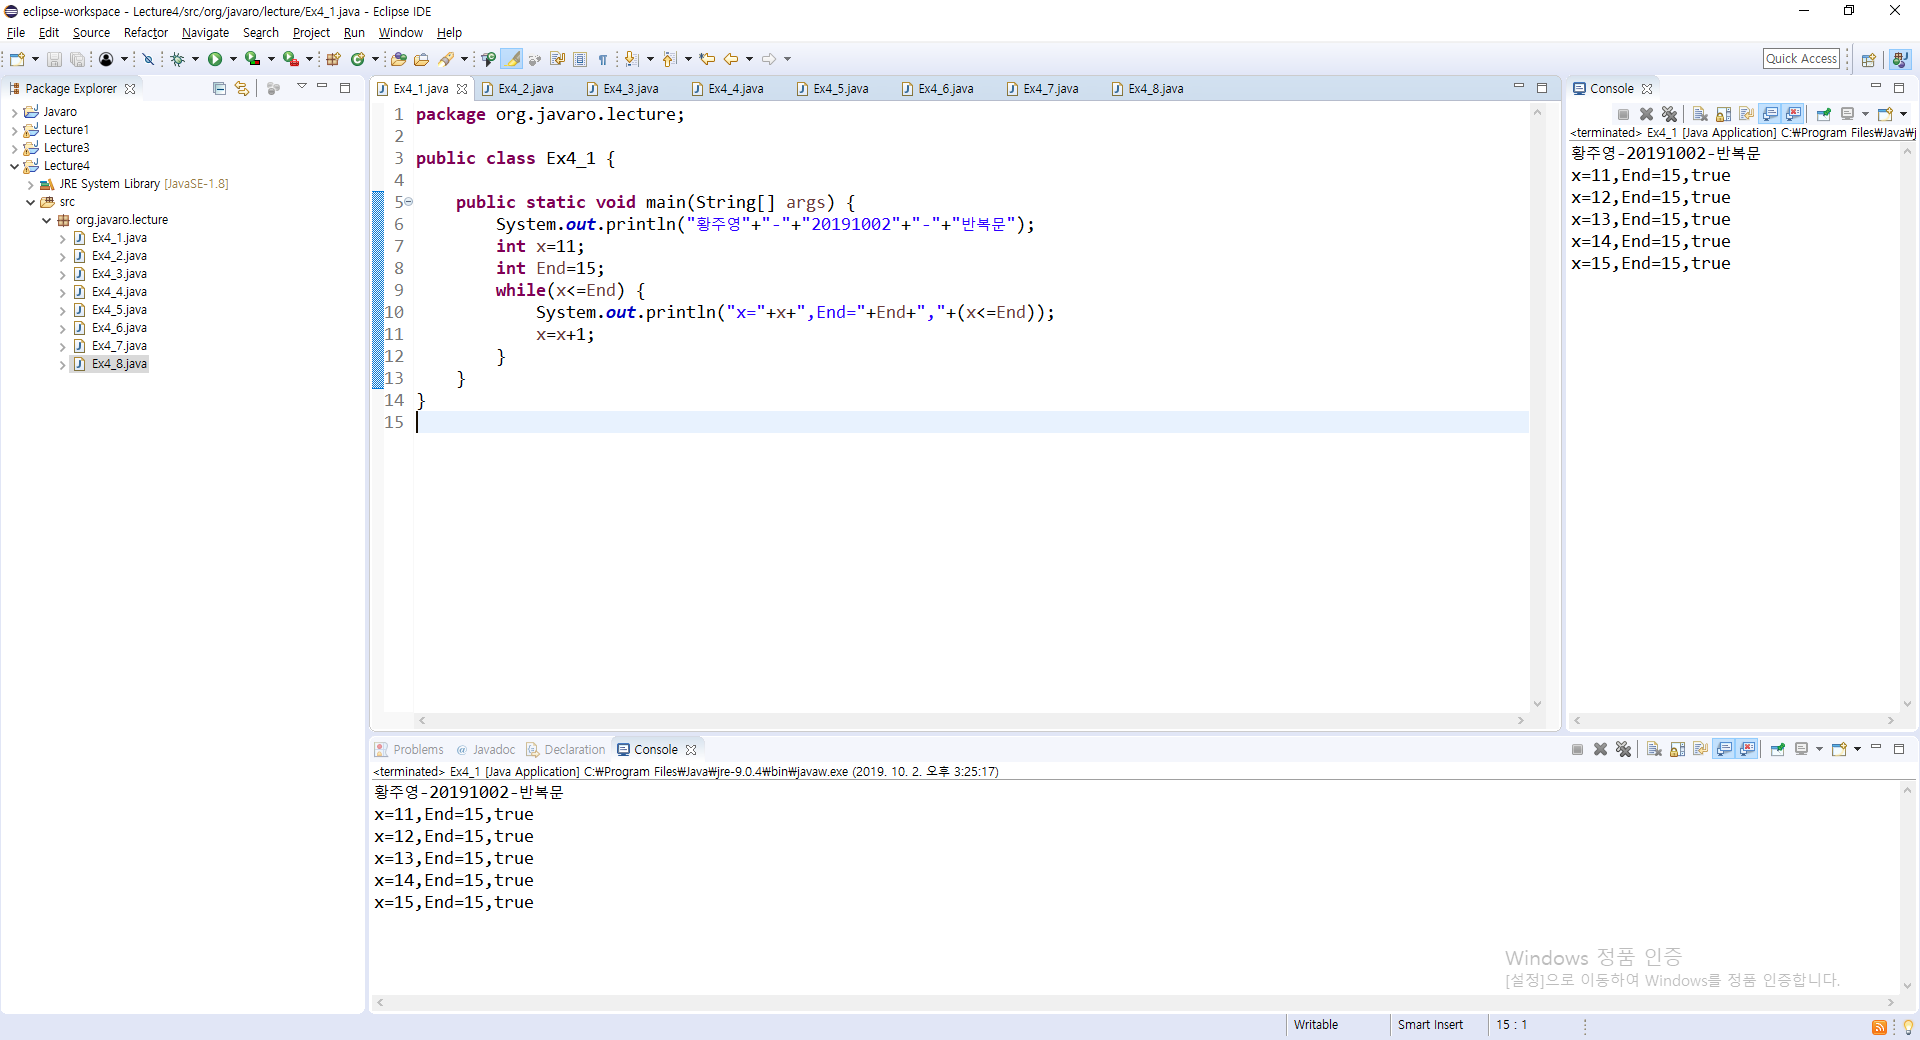 eclipse-workspace - Lecture4/src/org/javaro/lecture/Ex4_1.java - Eclipse IDE
File Edit Source Refactor Navigate Search Project Run Window Help
Quick Access
Package Explorer
Javaro
Lecture1
Lecture3
Lecture4
JRE System Library [JavaSE-1.8]
src
org.javaro.lecture
Ex4_1.java
Ex4_2.java
Ex4_3.java
Ex4_4.java
Ex4_5.java
Ex4_6.java
Ex4_7.java
Ex4_8.java
Ex4_1.java Ex4_2.java Ex4_3.java Ex4_4.java Ex4_5.java Ex4_6.java Ex4_7.java Ex4_8.java
1 package org.javaro.lecture;
2
3 public class Ex4_1 {
4
5 public static void main(String[] args) {
6 System.out.println("황주영"+"-"+"20191002"+"-"+"반복문");
7 int x=11;
8 int End=15;
9 while(x<=End) {
10 System.out.println("x="+x+",End="+End+","+(x<=End));
11 x=x+1;
12 }
13 }
14 }
15
Console
<terminated> Ex4_1 [Java Application] C:₩Program Files₩Java₩j
황주영-20191002-반복문
x=11,End=15,true
x=12,End=15,true
x=13,End=15,true
x=14,End=15,true
x=15,End=15,true
Problems @ Javadoc Declaration Console
<terminated> Ex4_1 [Java Application] C:₩Program Files₩Java₩jre-9.0.4₩bin₩javaw.exe (2019. 10. 2. 오후 3:25:17)
황주영-20191002-반복문
x=11,End=15,true
x=12,End=15,true
x=13,End=15,true
x=14,End=15,true
x=15,End=15,true
Windows 정품 인증
[설정]으로 이동하여 Windows를 정품 인증합니다.
Writable Smart Insert 15 : 1